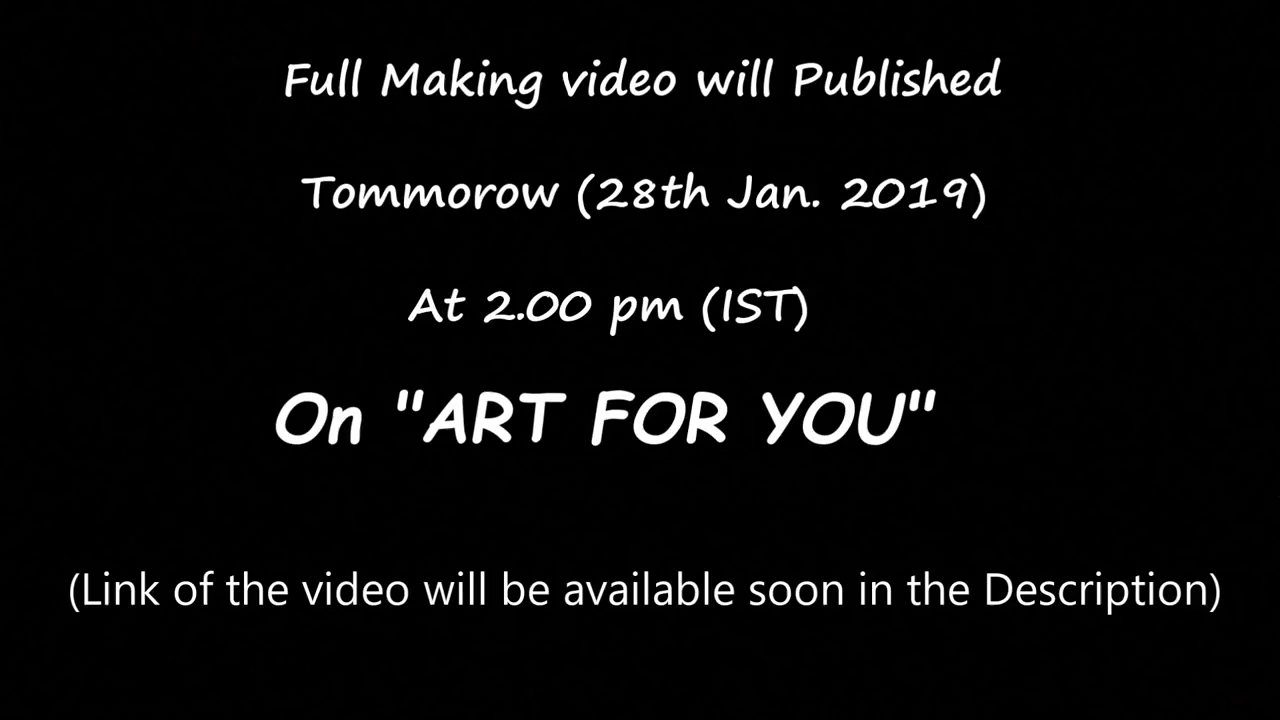 Full Making video will Published
Tommorow (28th Jan. 2019)
At 2.00 pm (IST)
On "ART FOR YOU"
(Link of the video will be available soon in the Description)